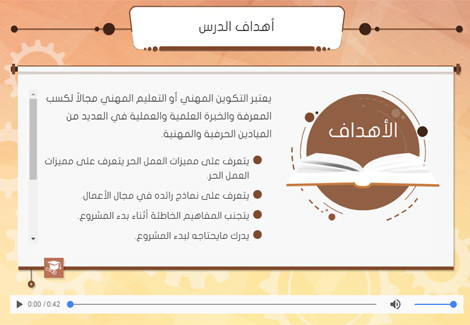 أهداف الدرس
الأهداف
يعتبر التكوين المهني أو التعليم المهني مجالاً لكسب
المعرفة والخبرة العلمية والعملية في العديد من
الميادين الحرفية والمهنية.
يتعرف على مميزات العمل الحر يتعرف على مميزات
العمل الحر.
يتعرف على نماذج رائده في مجال الأعمال.
يتجنب المفاهيم الخاطئة أثناء بدء المشروع.
يدرك مايحتاجه لبدء المشروع.
0:00 / 0:42